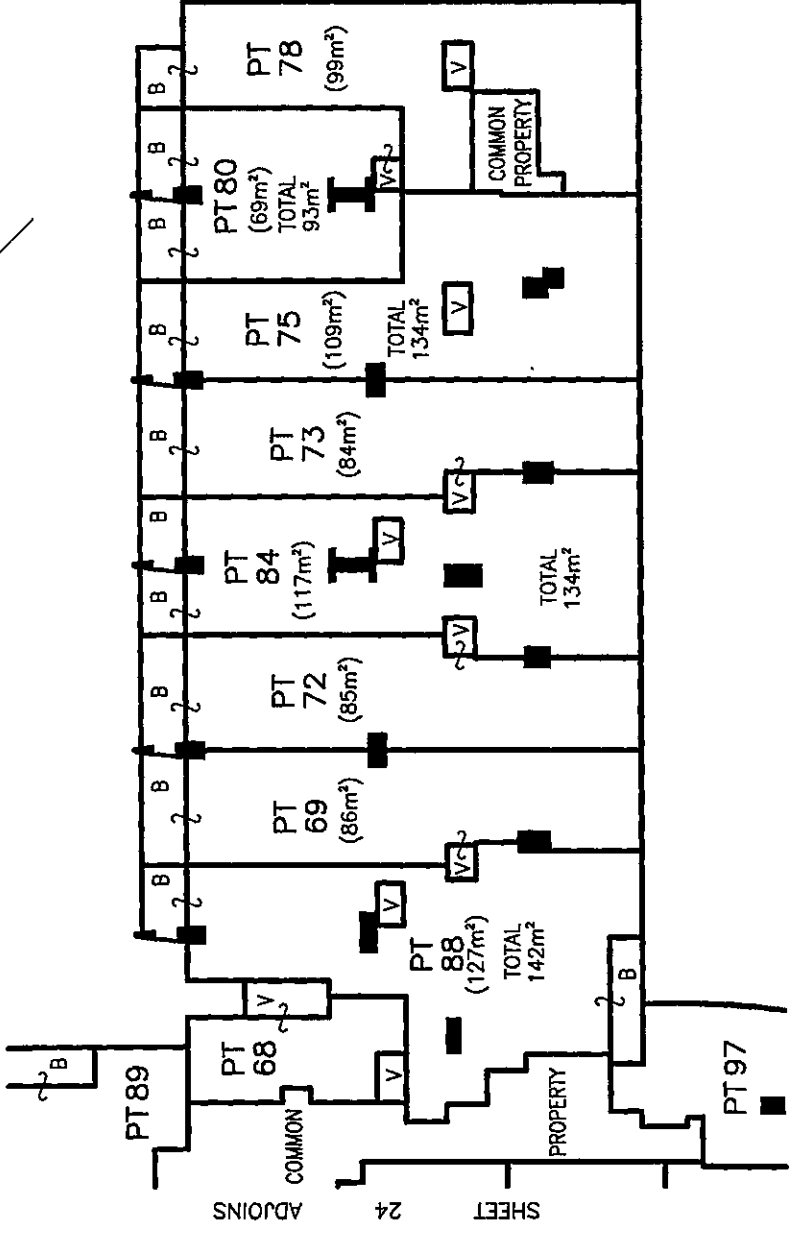 B
PT
78
(99m²)
V
COMMON
PROPERTY
B
B
PT 80
(69m²)
TOTAL
93m²
V
B
PT
75
(109m²)
TOTAL
134m²
V
B
PT
73
(84m²)
V
B
B
PT
84
(117m²)
V
TOTAL
134m²
V
B
PT
72
(85m²)
B
PT
69
(86m²)
V
B
V
PT
88
(127m²)
TOTAL
142m²
B
V
PT
68
V
B
PT 89
COMMON
PROPERTY
PT 97
SHEET
24
ADJOINS